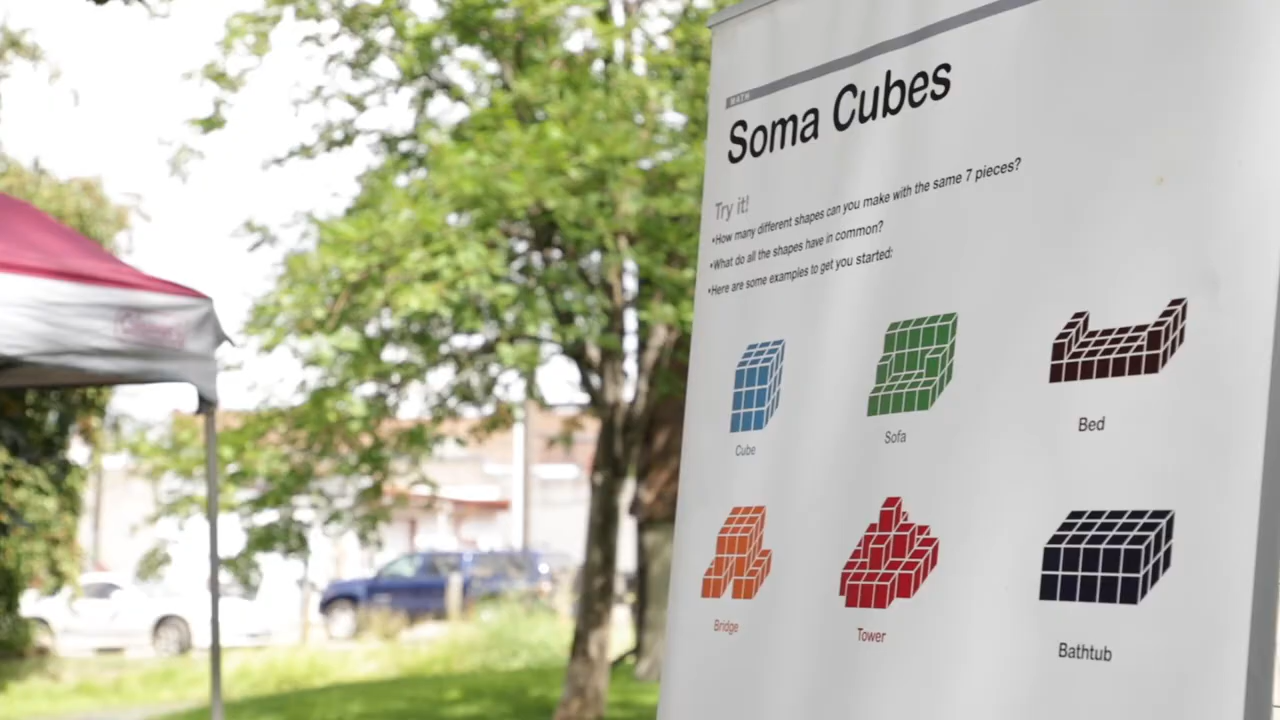 MATH
Soma Cubes
Try it!
•How many different shapes can you make with the same 7 pieces?
•What do all the shapes have in common?
•Here are some examples to get you started:
Cube
Sofa
Bed
Bridge
Tower
Bathtub